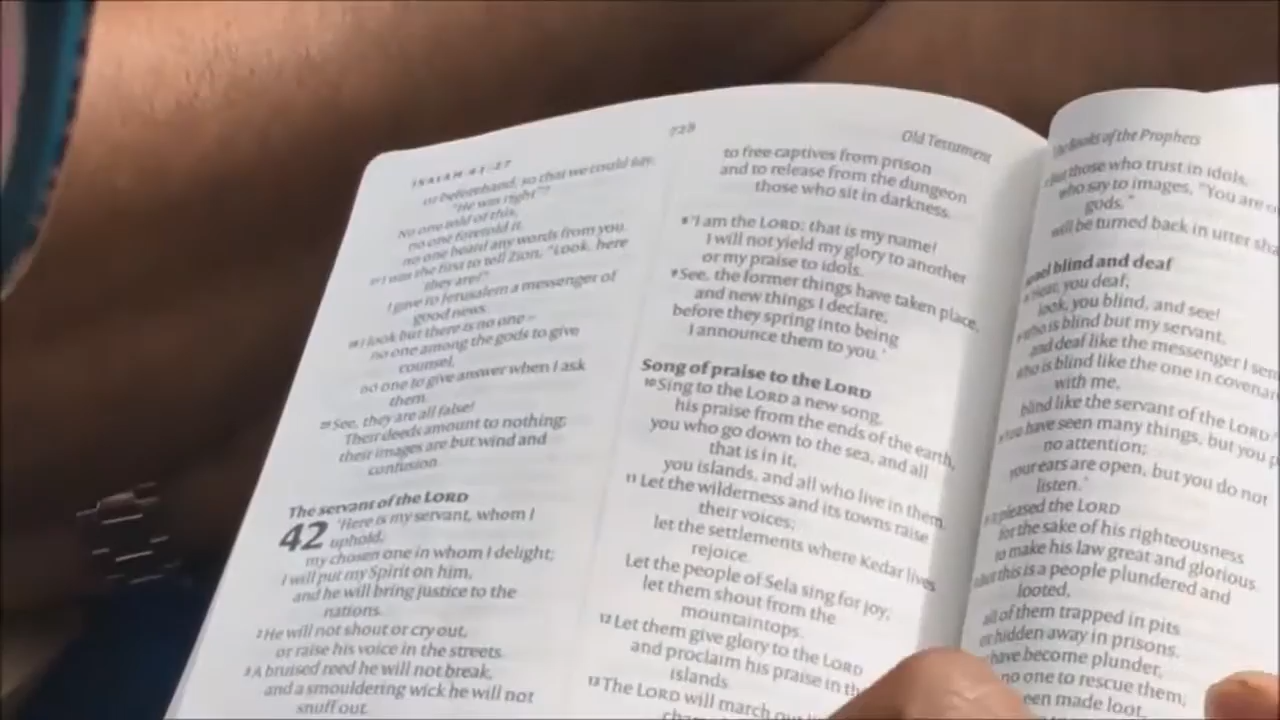 ISAIAH 41:27
or beforehand, so that we could say,
"He was right"?
No one told of this,
no one foretold it,
no one heard any words from you.
I was the first to tell Zion, "Look, here
they are!"
I gave to Jerusalem a messenger of
good news.
28 I look but there is no one –
no one among the gods to give
counsel,
no one to give answer when I ask
them.
29 See, they are all false!
Their deeds amount to nothing;
their images are but wind and
confusion.
The servant of the LORD
42 'Here is my servant, whom I
uphold,
my chosen one in whom I delight;
I will put my Spirit on him,
and he will bring justice to the
nations.
2 He will not shout or cry out,
or raise his voice in the streets.
3 A bruised reed he will not break,
and a smouldering wick he will not
snuff out.
728
Old Testament
to free captives from prison
and to release from the dungeon
those who sit in darkness.
8 'I am the LORD; that is my name!
I will not yield my glory to another
or my praise to idols.
9 See, the former things have taken place,
and new things I declare;
before they spring into being
I announce them to you.'
Song of praise to the LORD
10 Sing to the LORD a new song,
his praise from the ends of the earth,
you who go down to the sea, and all
that is in it,
you islands, and all who live in them.
11 Let the wilderness and its towns raise
their voices;
let the settlements where Kedar lives
rejoice.
Let the people of Sela sing for joy;
let them shout from the
mountaintops.
12 Let them give glory to the LORD
and proclaim his praise in the
islands.
13 The LORD will march out
The Books of the Prophets
But those who trust in idols,
who say to images, "You are
gods,"
will be turned back in utter
blind and deaf
Hear, you deaf;
look, you blind, and see!
Who is blind but my servant,
and deaf like the messenger I
Who is blind like the one in
with me,
blind like the servant of the LORD?
You have seen many things, but you
no attention;
your ears are open, but you do not
listen.'
pleased the LORD
for the sake of his righteousness
to make his law great and glorious.
But this is a people plundered and
looted,
all of them trapped in pits
or hidden away in prisons.
have become plunder,
no one to rescue them;
been made loot,